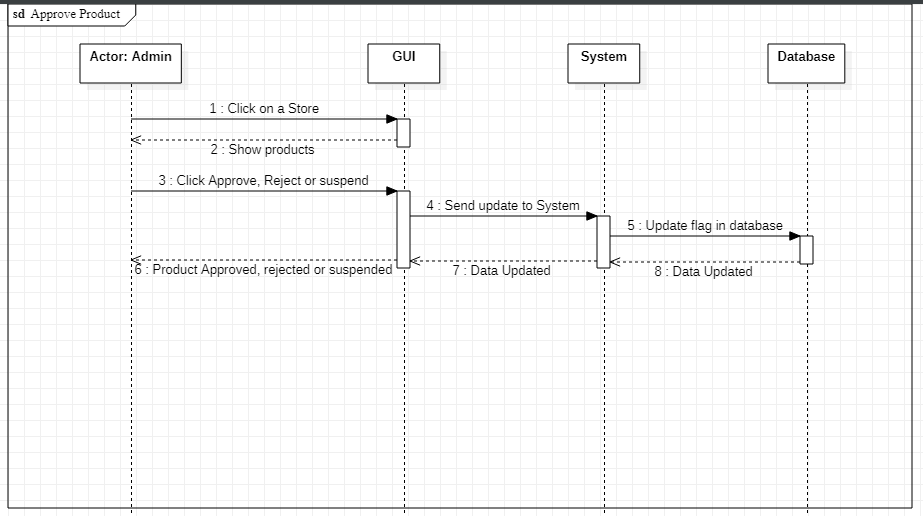 sd Approve Product
Actor: Admin
GUI
System
Database
1 : Click on a Store
2 : Show products
3 : Click Approve, Reject or suspend
4 : Send update to System
5 : Update flag in database
6 : Product Approved, rejected or suspended
7 : Data Updated
8 : Data Updated